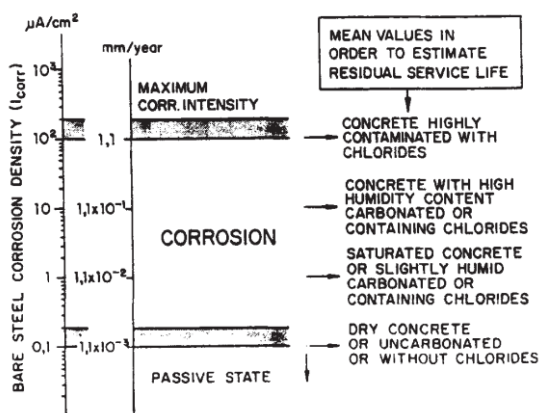 μA/cm²
mm/year
BARE STEEL CORROSION DENSITY (Icorr)
10³
10²
10
1
0,1
1,1
1,1x10⁻¹
1,1x10⁻²
1,1x10⁻³
MAXIMUM
CORR. INTENSITY
CORROSION
PASSIVE STATE
MEAN VALUES IN
ORDER TO ESTIMATE
RESIDUAL SERVICE LIFE
CONCRETE HIGHLY
CONTAMINATED WITH
CHLORIDES
CONCRETE WITH HIGH
HUMIDITY CONTENT
CARBONATED OR
CONTAINING CHLORIDES
SATURATED CONCRETE
OR SLIGHTLY HUMID
CARBONATED OR
CONTAINING CHLORIDES
DRY CONCRETE
OR UNCARBONATED
OR WITHOUT CHLORIDES